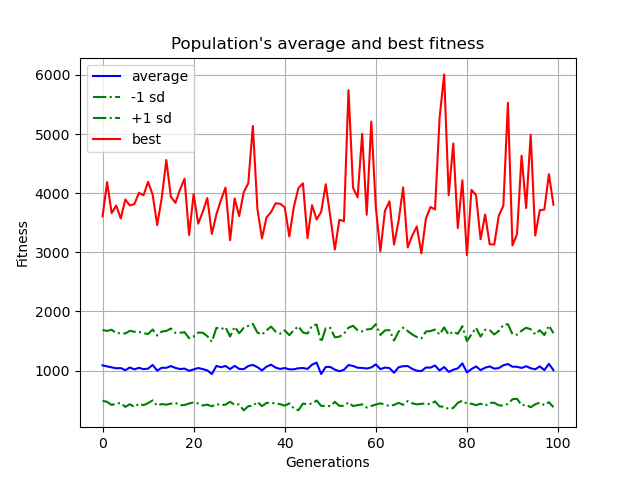 Population's average and best fitness
average
-1 sd
+1 sd
best
6000
5000
4000
3000
2000
1000
Fitness
0 20 40 60 80 100
Generations